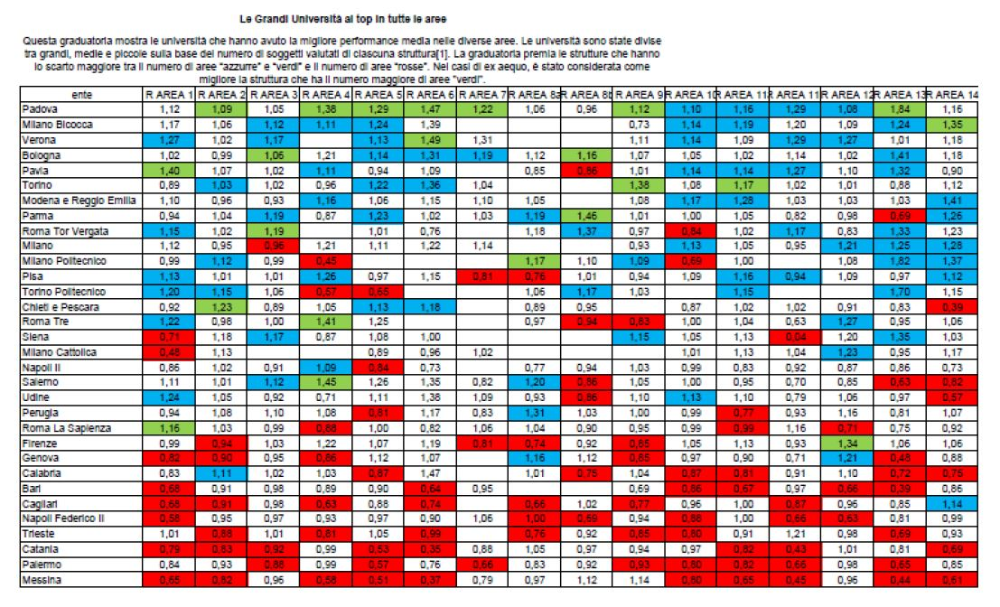 Le Grandi Università al top in tutte le aree
Questa graduatoria mostra le università che hanno avuto la migliore performance media nelle diverse aree. Le università sono state divise
tra grandi, medie e piccole sulla base del numero di soggetti valutati di ciascuna struttura[1]. La graduatoria premia le strutture che hanno
lo scarto maggiore tra il numero di aree "azzurre" e "verdi" e il numero di aree "rosse". Nei casi di ex aequo, è stato considerata come
migliore la struttura che ha il numero maggiore di aree "verdi".
ente R AREA 1 R AREA 2 R AREA 3 R AREA 4 R AREA 5 R AREA 6 R AREA 7 R AREA 8a R AREA 8b R AREA 9 R AREA 10 R AREA 11 R AREA 11 R AREA 12 R AREA 13 R AREA 14
Padova 1,12 1,09 1,05 1,38 1,29 1,47 1,22 1,06 0,96 1,12 1,10 1,16 1,29 1,08 1,84 1,16
Milano Bicocca 1,17 1,06 1,12 1,11 1,24 1,39 0,73 1,14 1,19 1,20 1,09 1,24 1,35
Verona 1,27 1,02 1,17 1,13 1,49 1,31 1,11 1,14 1,09 1,29 1,27 1,01 1,18
Bologna 1,02 0,99 1,06 1,21 1,14 1,31 1,19 1,12 1,16 1,07 1,05 1,02 1,14 1,02 1,41 1,18
Pavia 1,40 1,07 1,02 1,11 0,94 1,09 0,85 0,86 1,01 1,14 1,14 1,27 1,10 1,32 0,90
Torino 0,89 1,03 1,02 0,96 1,22 1,36 1,04 1,38 1,08 1,17 1,02 1,01 0,88 1,12
Modena e Reggio Emilia 1,10 0,96 0,93 1,16 1,06 1,15 1,10 1,05 1,08 1,17 1,28 1,03 1,03 1,03 1,41
Parma 0,94 1,04 1,19 0,87 1,23 1,02 1,03 1,19 1,46 1,01 1,00 1,05 0,82 0,98 0,69 1,26
Roma Tor Vergata 1,15 1,02 1,19 1,01 0,76 1,18 1,37 0,97 0,84 1,02 1,17 0,83 1,33 1,23
Milano 1,12 0,95 0,96 1,21 1,11 1,22 1,14 0,93 1,13 1,05 0,95 1,21 1,25 1,28
Milano Politecnico 0,99 1,12 0,99 0,45 1,17 1,10 1,09 0,69 1,00 1,08 1,82 1,37
Pisa 1,13 1,01 1,01 1,26 0,97 1,15 0,81 0,76 1,01 0,94 1,09 1,16 0,94 1,09 0,97 1,12
Torino Politecnico 1,20 1,15 1,06 0,57 0,65 1,06 1,17 1,03 1,15 1,70 1,15
Chieti e Pescara 0,92 1,23 0,89 1,05 1,13 1,18 0,89 0,95 0,87 1,02 1,02 0,91 0,83 0,39
Roma Tre 1,22 0,98 1,00 1,41 1,25 0,97 0,94 0,83 1,00 1,04 0,63 1,27 0,95 1,06
Siena 0,71 1,18 1,17 0,87 1,08 1,00 1,15 1,05 1,13 0,04 1,20 1,35 1,03
Milano Cattolica 0,48 1,13 0,89 0,96 1,02 1,01 1,13 1,04 1,23 0,95 1,17
Napoli II 0,86 1,02 0,91 1,09 0,84 0,73 0,77 0,94 1,03 0,99 0,83 0,92 0,87 0,86 0,73
Salerno 1,11 1,01 1,12 1,45 1,26 1,35 0,82 1,20 0,86 1,05 1,00 0,95 0,70 0,85 0,63 0,82
Udine 1,24 1,05 0,92 0,71 1,11 1,38 1,09 0,93 0,86 1,10 1,13 1,10 0,79 1,06 0,97 0,57
Perugia 0,94 1,08 1,10 1,08 0,81 1,17 0,83 1,31 1,03 1,00 0,99 0,77 0,93 1,16 0,81 1,07
Roma La Sapienza 1,16 1,03 0,99 0,88 1,00 0,82 1,06 1,04 0,90 0,95 0,99 0,99 1,16 0,71 0,75 0,92
Firenze 0,99 0,94 1,03 1,22 1,07 1,19 0,81 0,74 0,92 0,85 1,05 1,13 0,93 1,34 1,06 1,06
Genova 0,82 0,90 0,95 0,86 1,12 1,07 1,16 1,12 0,85 0,97 0,90 0,71 1,21 0,48 0,88
Calabria 0,83 1,11 1,02 1,03 0,87 1,47 1,01 0,75 1,04 0,87 0,81 0,91 1,10 0,72 0,75
Bari 0,68 0,91 0,98 0,89 0,90 0,64 0,95 0,69 0,86 0,67 0,97 0,66 0,39 0,86
Cagliari 0,68 0,91 0,98 0,63 0,88 0,74 0,66 1,02 0,77 0,96 1,00 0,87 0,96 0,85 1,14
Napoli Federico II 0,58 0,95 0,97 0,93 0,97 0,90 1,06 1,00 0,69 0,94 0,88 1,00 0,66 0,63 0,81 0,99
Trieste 1,01 0,88 1,01 0,81 1,05 0,99 0,76 0,92 0,85 0,80 0,91 1,21 0,98 0,69 0,93
Catania 0,79 0,83 0,92 0,99 0,53 0,35 0,88 1,05 0,97 0,94 0,97 0,82 0,43 1,01 0,81 0,69
Palermo 0,84 0,93 0,88 0,99 0,57 0,76 0,66 0,83 0,92 0,93 0,80 0,82 0,66 0,92 0,65 0,85
Messina 0,65 0,82 0,96 0,58 0,51 0,37 0,79 0,97 1,12 1,14 0,80 0,65 0,45 0,96 0,44 0,61